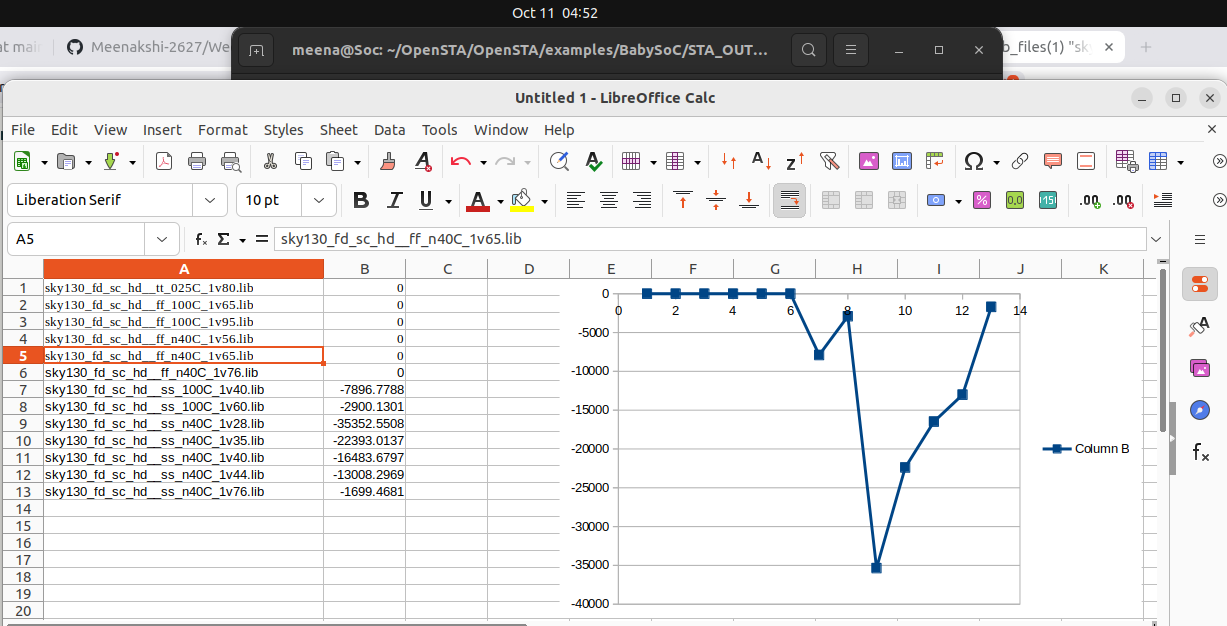 Oct 11 04:52
at mai
Meenakshi-2627/We
meena@Soc: ~/OpenSTA/OpenSTA/examples/BabySoC/STA_OUT...
b_files(1) "sk
Untitled 1 - LibreOffice Calc
File Edit View Insert Format Styles Sheet Data Tools Window Help
Liberation Serif 10 pt
A5 sky130_fd_sc_hd__ff_n40C_1v65.lib
A B C D E F G H I J K
1 sky130_fd_sc_hd__tt_025C_1v80.lib 0
2 sky130_fd_sc_hd__ff_100C_1v65.lib 0
3 sky130_fd_sc_hd__ff_100C_1v95.lib 0
4 sky130_fd_sc_hd__ff_n40C_1v56.lib 0
5 sky130_fd_sc_hd__ff_n40C_1v65.lib 0
6 sky130_fd_sc_hd__ff_n40C_1v76.lib 0
7 sky130_fd_sc_hd__ss_100C_1v40.lib -7896.7788
8 sky130_fd_sc_hd__ss_100C_1v60.lib -2900.1301
9 sky130_fd_sc_hd__ss_n40C_1v28.lib -35352.5508
10 sky130_fd_sc_hd__ss_n40C_1v35.lib -22393.0137
11 sky130_fd_sc_hd__ss_n40C_1v40.lib -16483.6797
12 sky130_fd_sc_hd__ss_n40C_1v44.lib -13008.2969
13 sky130_fd_sc_hd__ss_n40C_1v76.lib -1699.4681
14
15
16
17
18
19
20
0
0 2 4 6 8 10 12 14
-5000
-10000
-15000
-20000
-25000
-30000
-35000
-40000
Column B